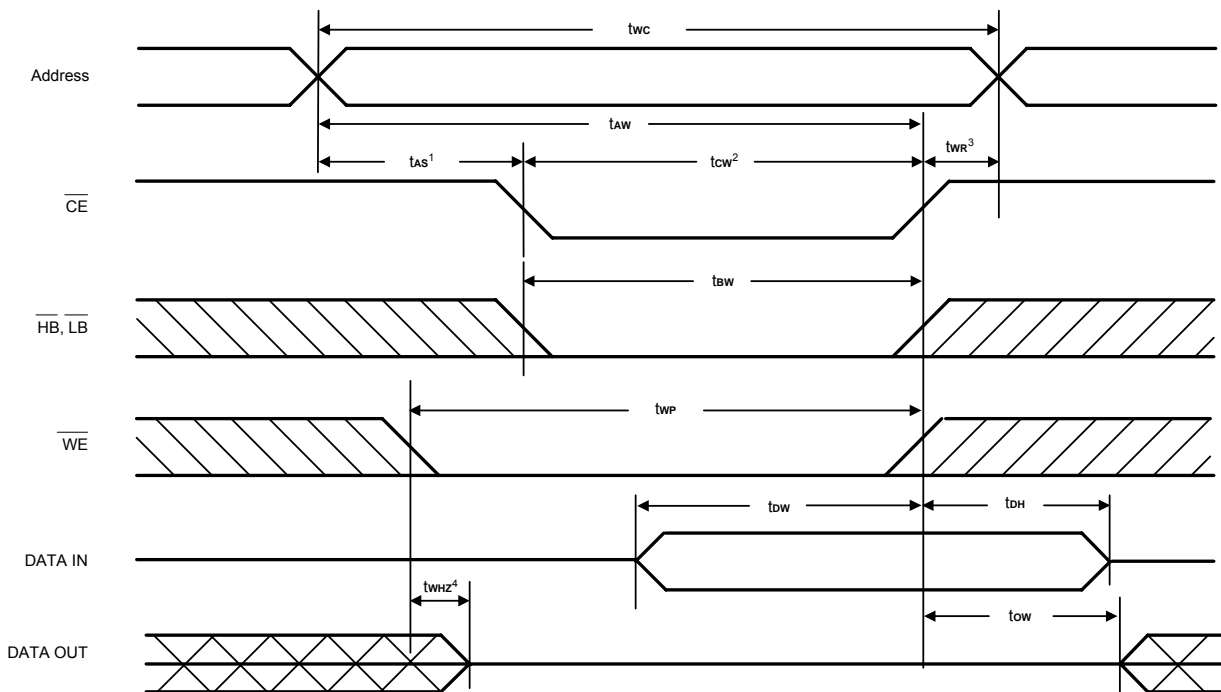 tWC
Address
tAW
tAS¹ tCW² tWR³
CE
tBW
HB, LB
tWP
WE
tDW tDH
DATA IN
tWHZ⁴
tOW
DATA OUT